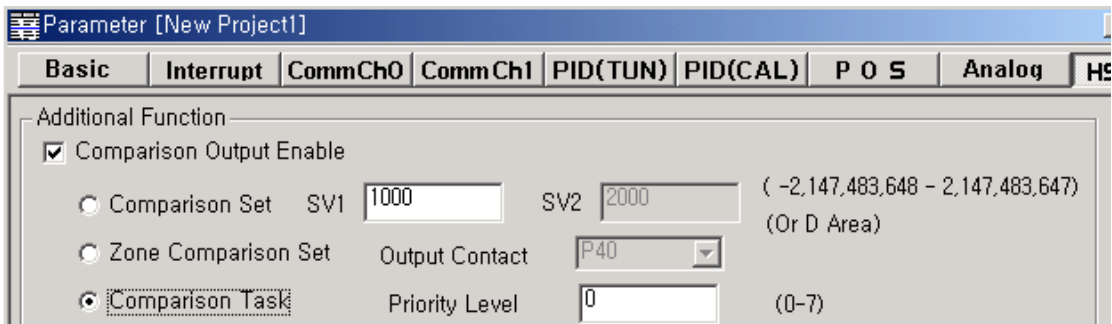 Parameter [New Project1]
Basic Interrupt CommCh0 CommCh1 PID(TUN) PID(CAL) P O S Analog HS
Additional Function
Comparison Output Enable
Comparison Set SV1 1000 SV2 2000 ( -2,147,483,648 - 2,147,483,647)
(Or D Area)
Zone Comparison Set Output Contact P40
Comparison Task Priority Level 0 (0-7)